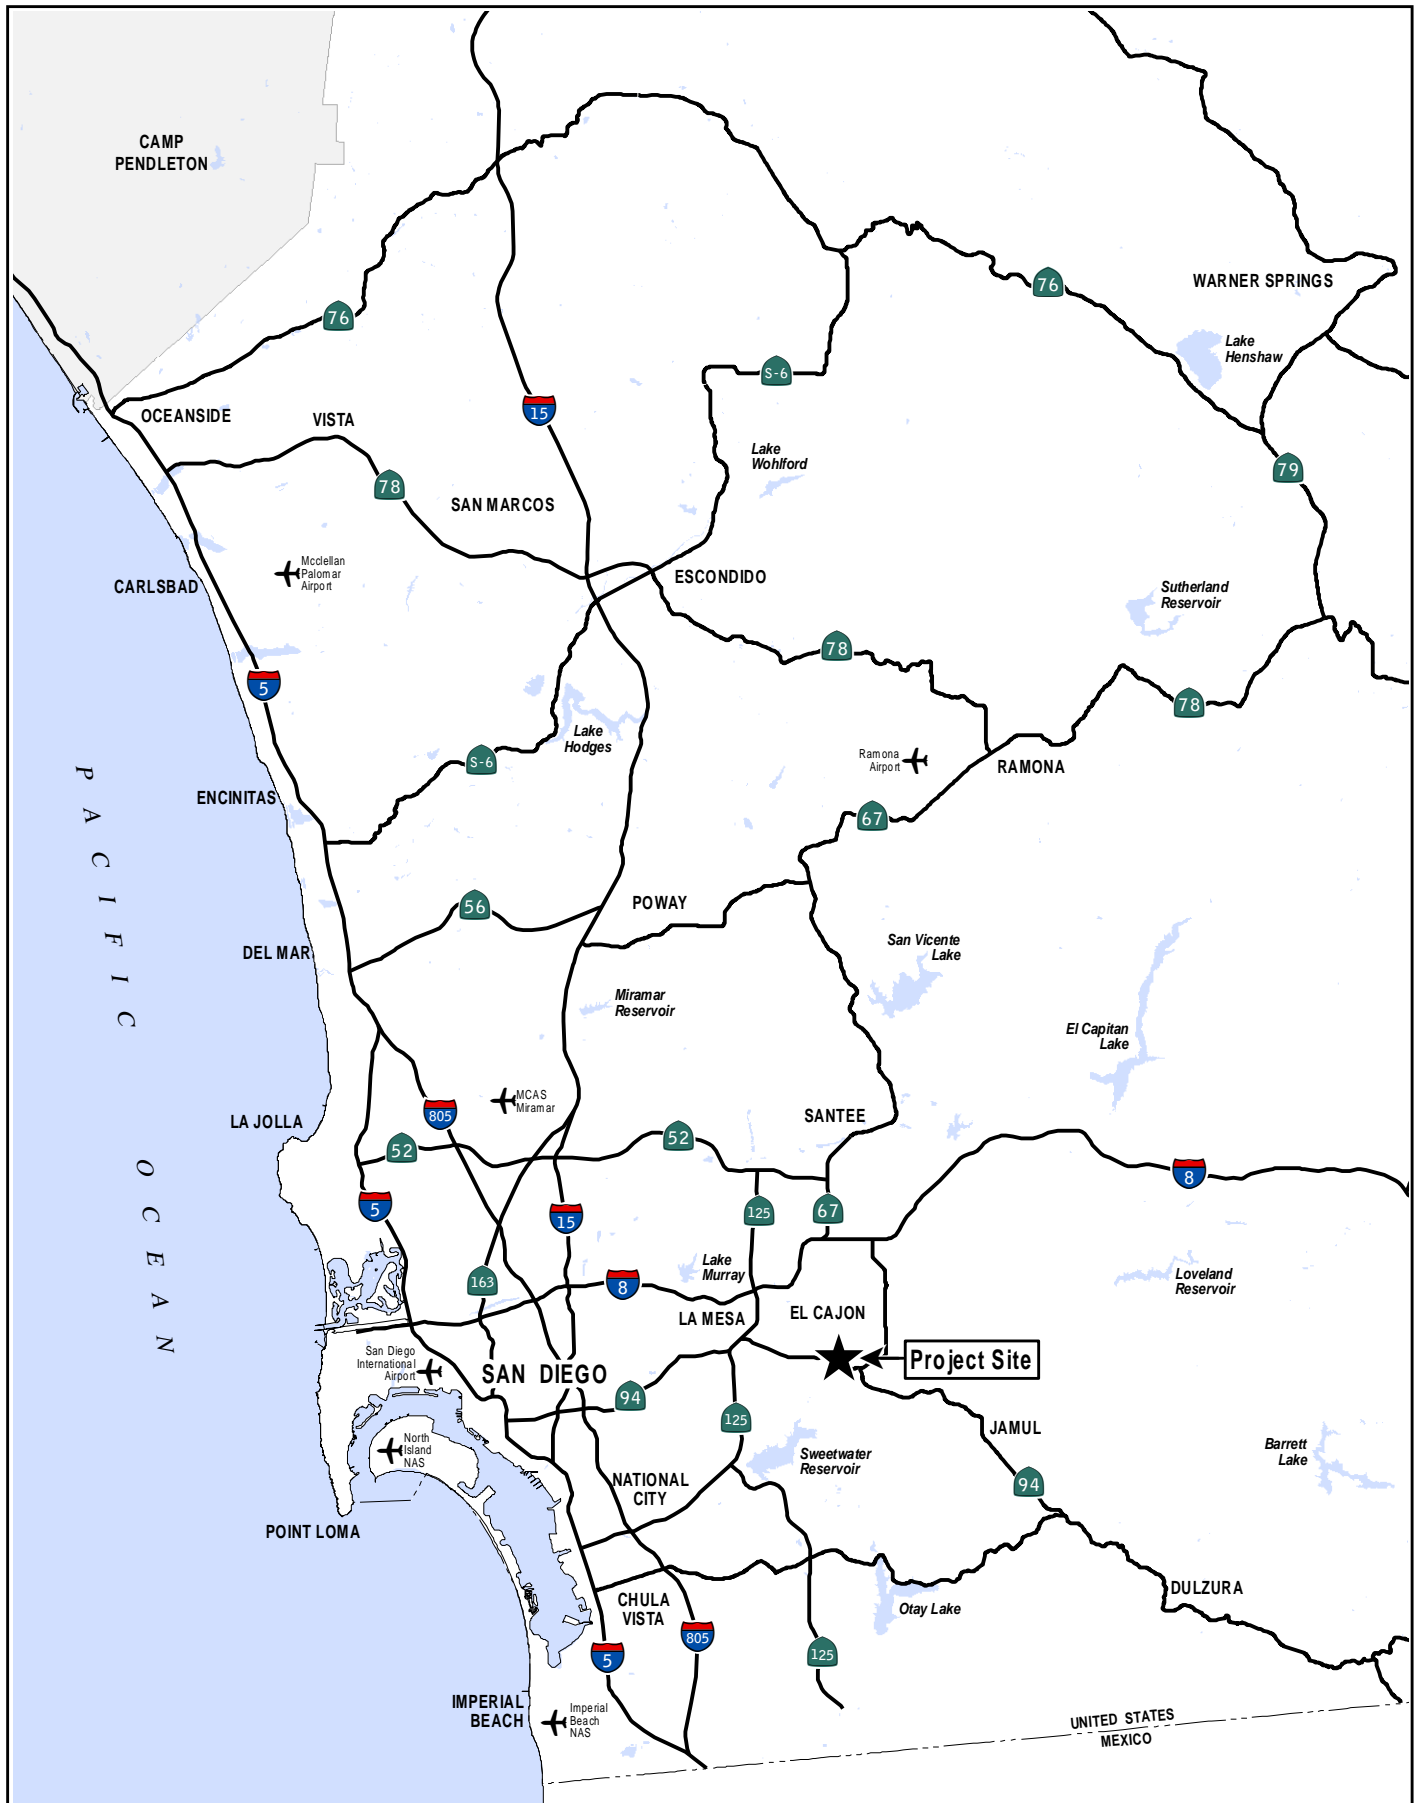 CAMP
PENDLETON
WARNER SPRINGS
76
76
Lake
Henshaw
S-6
15
OCEANSIDE
VISTA
Lake
Wohlford
79
78
SAN MARCOS
Mcclellan
Palomar
Airport
CARLSBAD
ESCONDIDO
Sutherland
Reservoir
78
5
78
Lake
Hodges
S-6
Ramona
Airport
RAMONA
ENCINITAS
67
PACIFIC OCEAN
56
POWAY
DEL MAR
San Vicente
Lake
Miramar
Reservoir
El Capitan
Lake
MCAS
Miramar
805
SANTEE
LA JOLLA
52
52
8
5
15
125
67
Lake
Murray
163
8
Loveland
Reservoir
LA MESA
EL CAJON
San Diego
International
Airport
SAN DIEGO
Project Site
94
125
JAMUL
North
Island
NAS
Sweetwater
Reservoir
Barrett
Lake
NATIONAL
CITY
94
POINT LOMA
DULZURA
CHULA
VISTA
Otay Lake
805
5
125
IMPERIAL
BEACH
Imperial
Beach
NAS
UNITED STATES
MEXICO